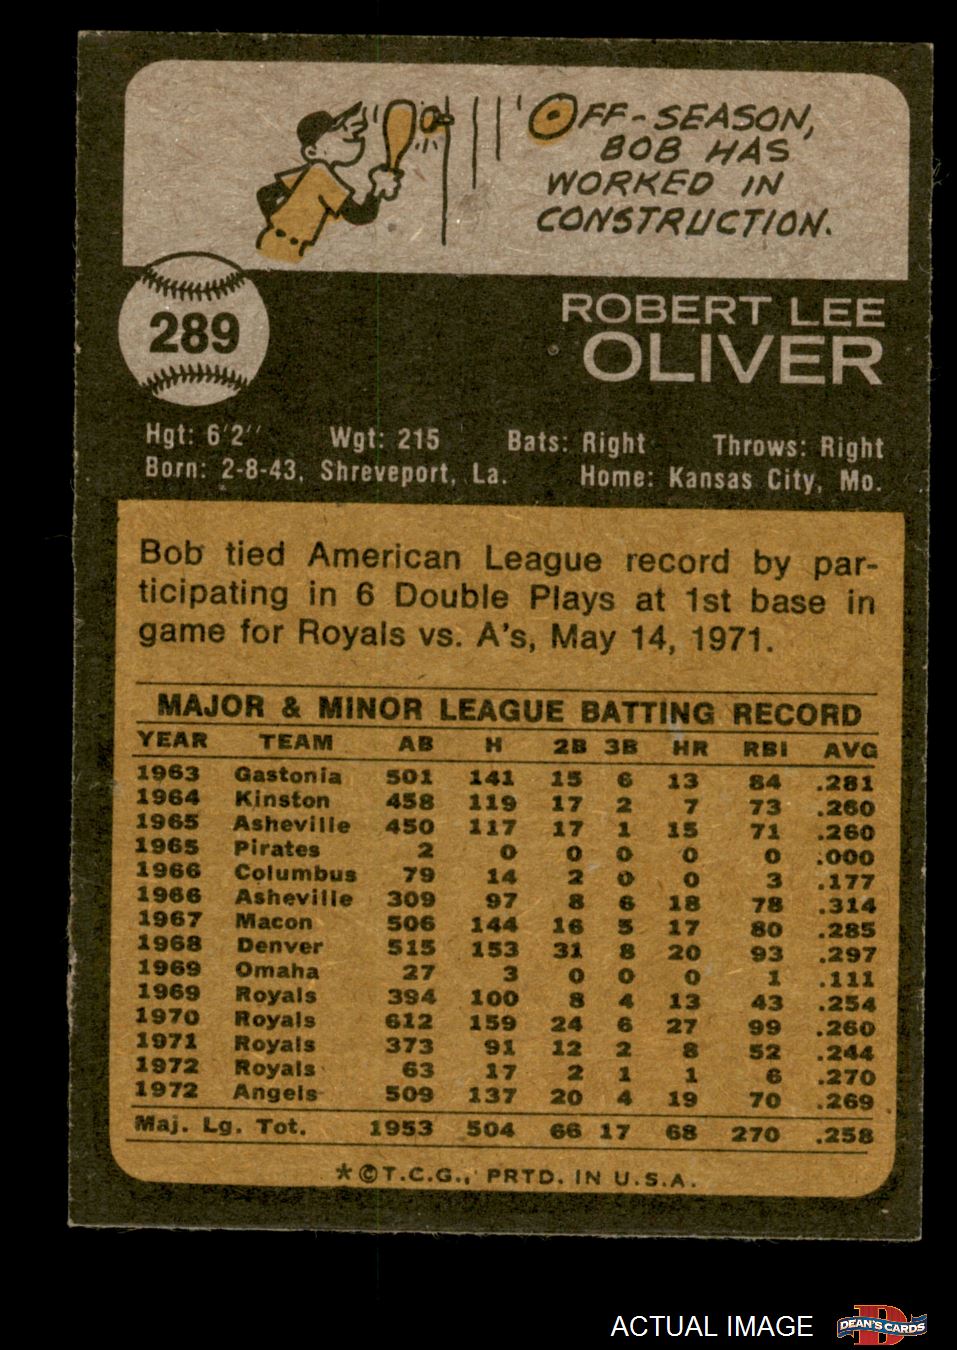 OFF-SEASON,
BOB HAS
WORKED IN
CONSTRUCTION.
289
ROBERT LEE
OLIVER
Hgt: 6'2'' Wgt: 215 Bats: Right Throws: Right
Born: 2-8-43, Shreveport, La. Home: Kansas City, Mo.
Bob tied American League record by par-
ticipating in 6 Double Plays at 1st base in
game for Royals vs. A's, May 14, 1971.
MAJOR & MINOR LEAGUE BATTING RECORD
YEAR TEAM AB H 2B 3B HR RBI AVG
1963 Gastonia 501 141 15 6 13 84 .281
1964 Kinston 458 119 17 2 7 73 .260
1965 Asheville 450 117 17 1 15 71 .260
1965 Pirates 2 0 0 0 0 0 .000
1966 Columbus 79 14 2 0 0 3 .177
1966 Asheville 309 97 8 6 18 78 .314
1967 Macon 506 144 16 5 17 80 .285
1968 Denver 515 153 31 8 20 93 .297
1969 Omaha 27 3 0 0 0 1 .111
1969 Royals 394 100 8 4 13 43 .254
1970 Royals 612 159 24 6 27 99 .260
1971 Royals 373 91 12 2 8 52 .244
1972 Royals 63 17 2 1 1 6 .270
1972 Angels 509 137 20 4 19 70 .269
Maj. Lg. Tot. 1953 504 66 17 68 270 .258
*©T.C.G., PRTD. IN U.S.A.
ACTUAL IMAGE
D
DEAN'S CARDS